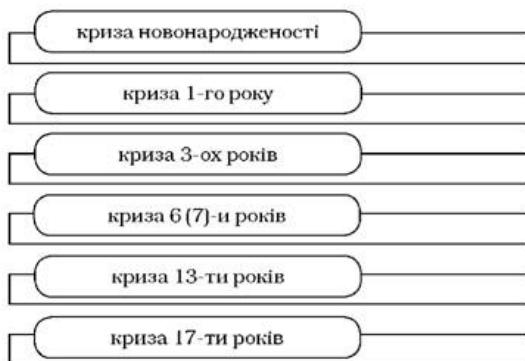 криза новонародженості
криза 1-го року
криза 3-ох років
криза 6 (7)-и років
криза 13-ти років
криза 17-ти років